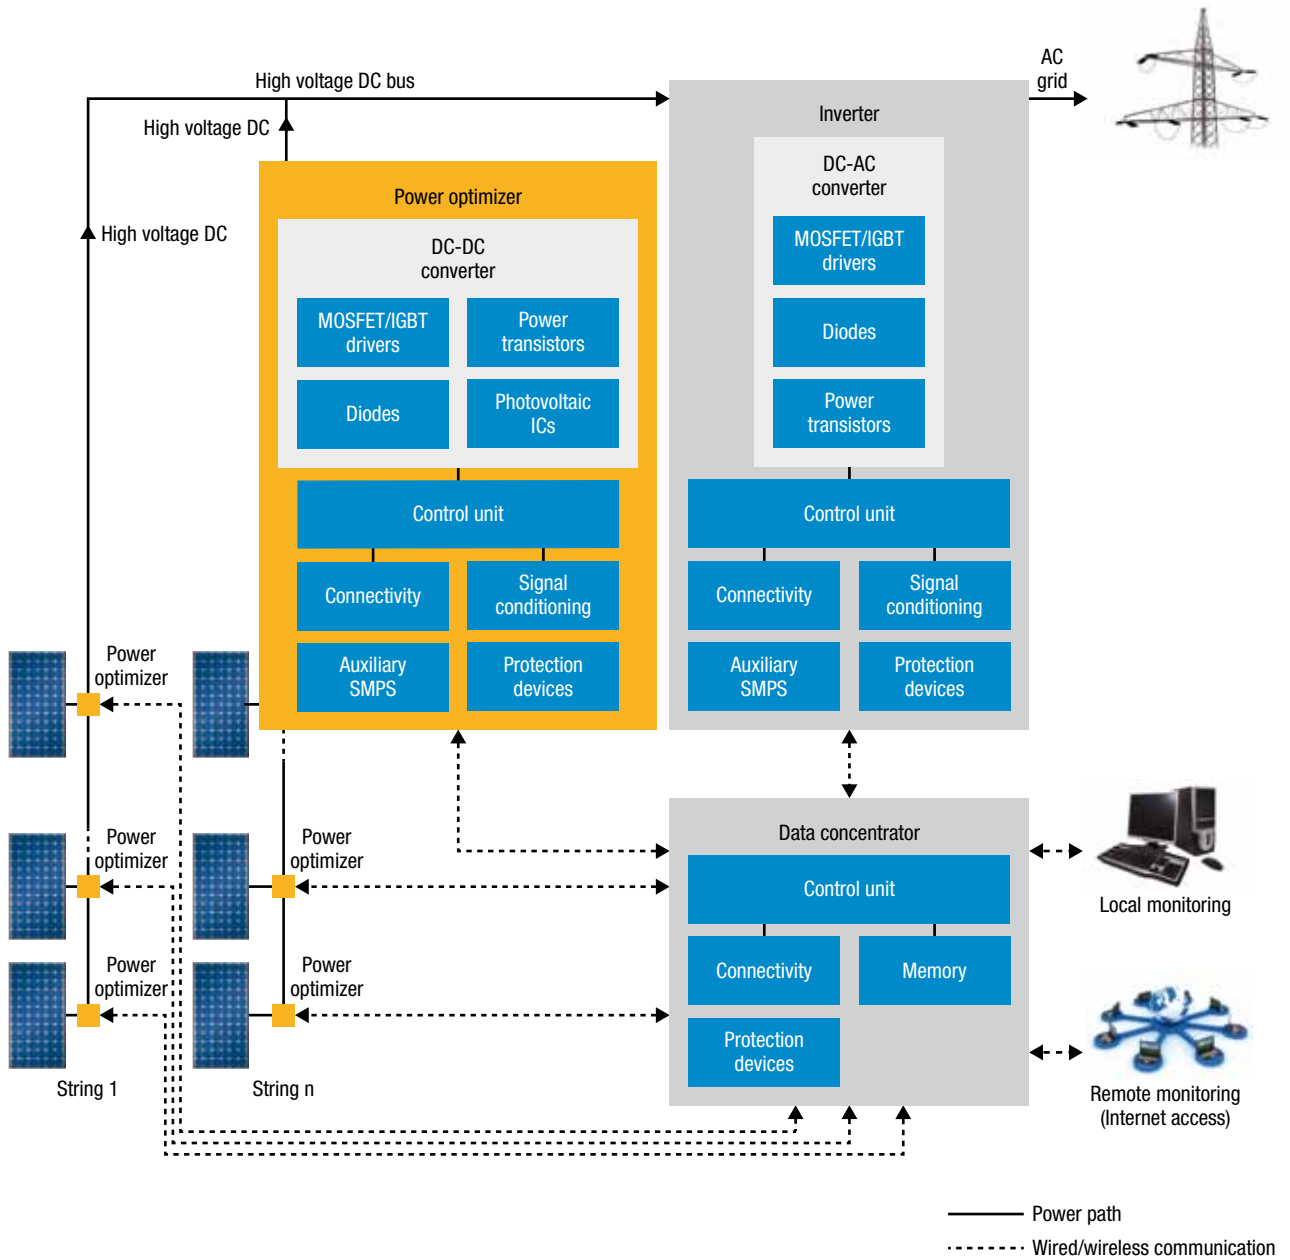 High voltage DC bus
AC
grid
High voltage DC
High voltage DC
Power optimizer
DC-DC
converter
MOSFET/IGBT
drivers
Power
transistors
Diodes
Photovoltaic
ICs
Control unit
Connectivity
Signal
conditioning
Auxiliary
SMPS
Protection
devices
Inverter
DC-AC
converter
MOSFET/IGBT
drivers
Diodes
Power
transistors
Control unit
Connectivity
Signal
conditioning
Auxiliary
SMPS
Protection
devices
Power
optimizer
Power
optimizer
Power
optimizer
Power
optimizer
Power
optimizer
String 1
String n
Data concentrator
Control unit
Connectivity
Memory
Protection
devices
Local monitoring
Remote monitoring
(Internet access)
Power path
Wired/wireless communication